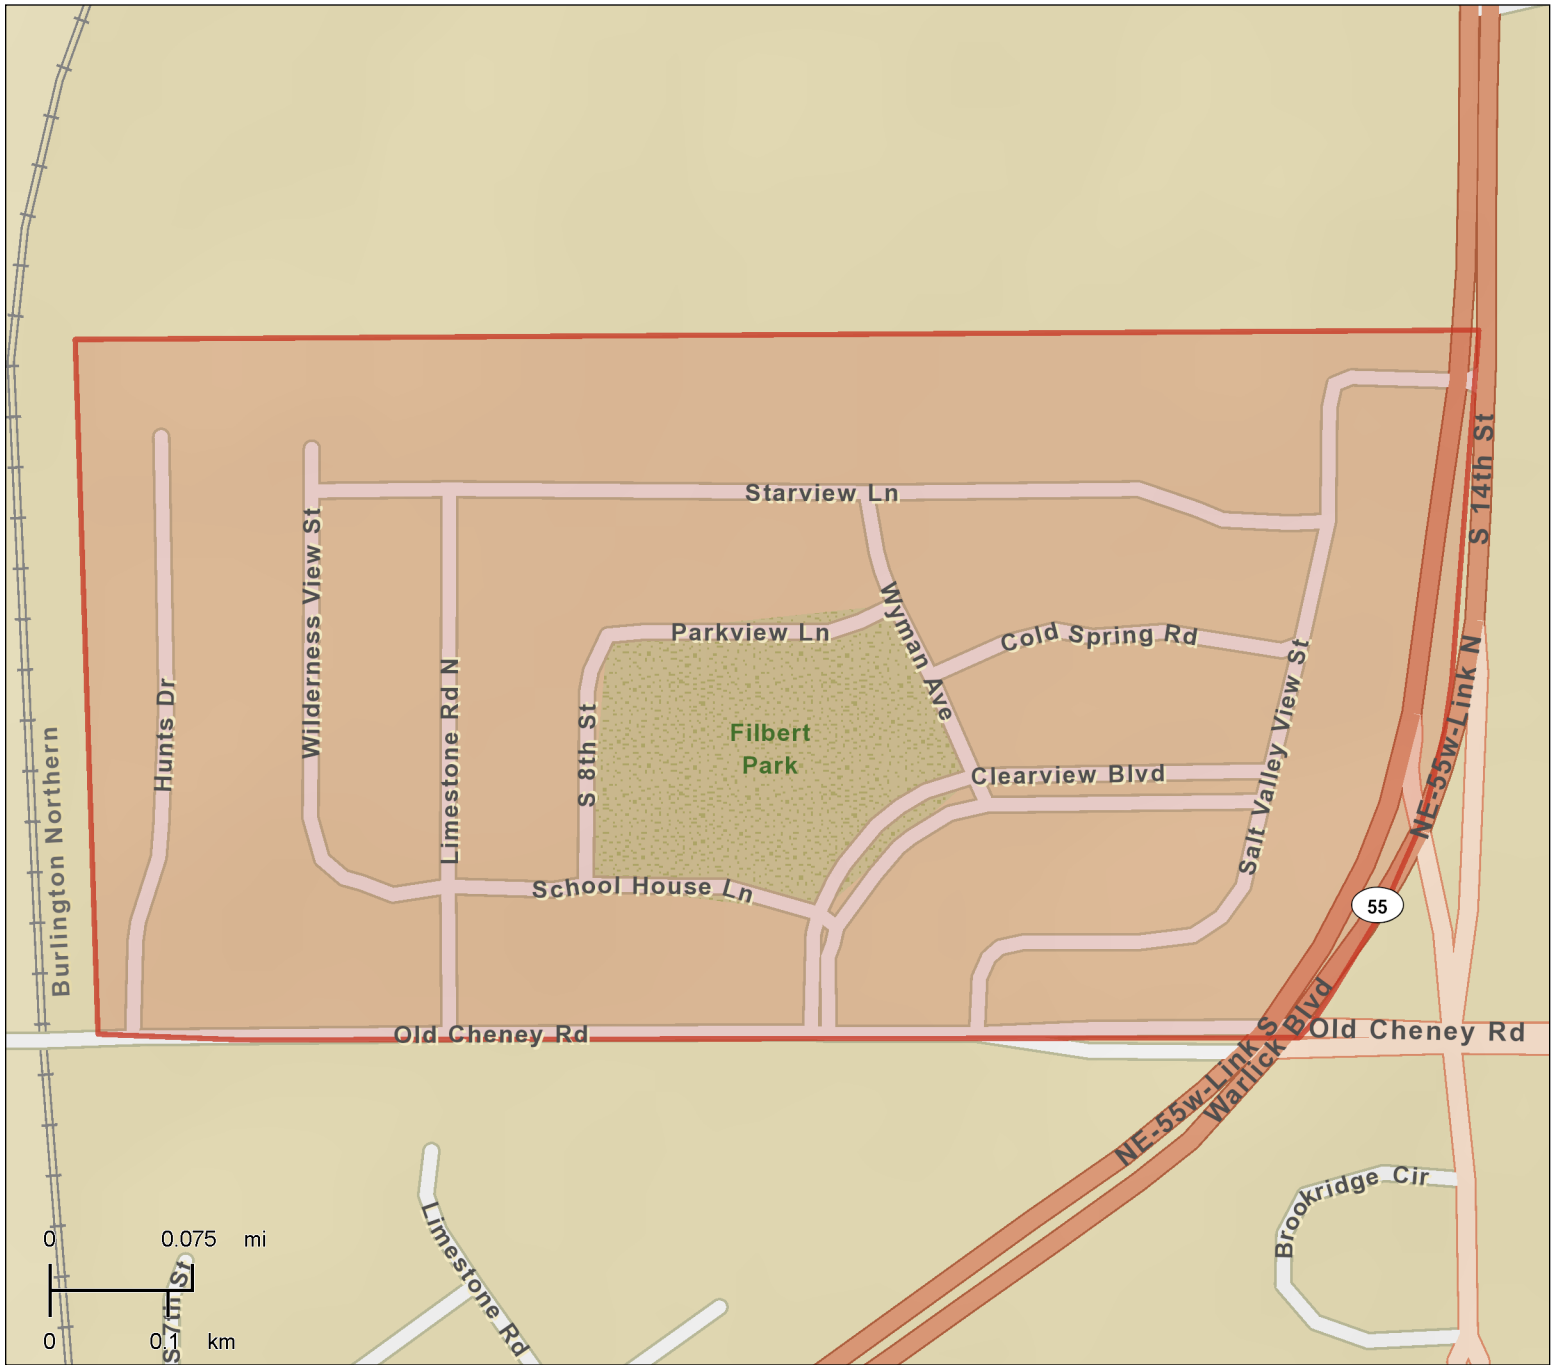 S 14th St
Starview Ln
Wilderness View St
Wyman Ave
Parkview Ln
Cold Spring Rd
NE-55w-Link N
Hunts Dr
Limestone Rd N
S 8th St
Filbert
Park
Salt Valley View St
Clearview Blvd
Burlington Northern
School House Ln
55
Old Cheney Rd
Old Cheney Rd
NE-55w-Link S
Warlick Blvd
Brookridge Cir
Limestone Rd
S 7th St
0 0.075 mi
0 0.1 km